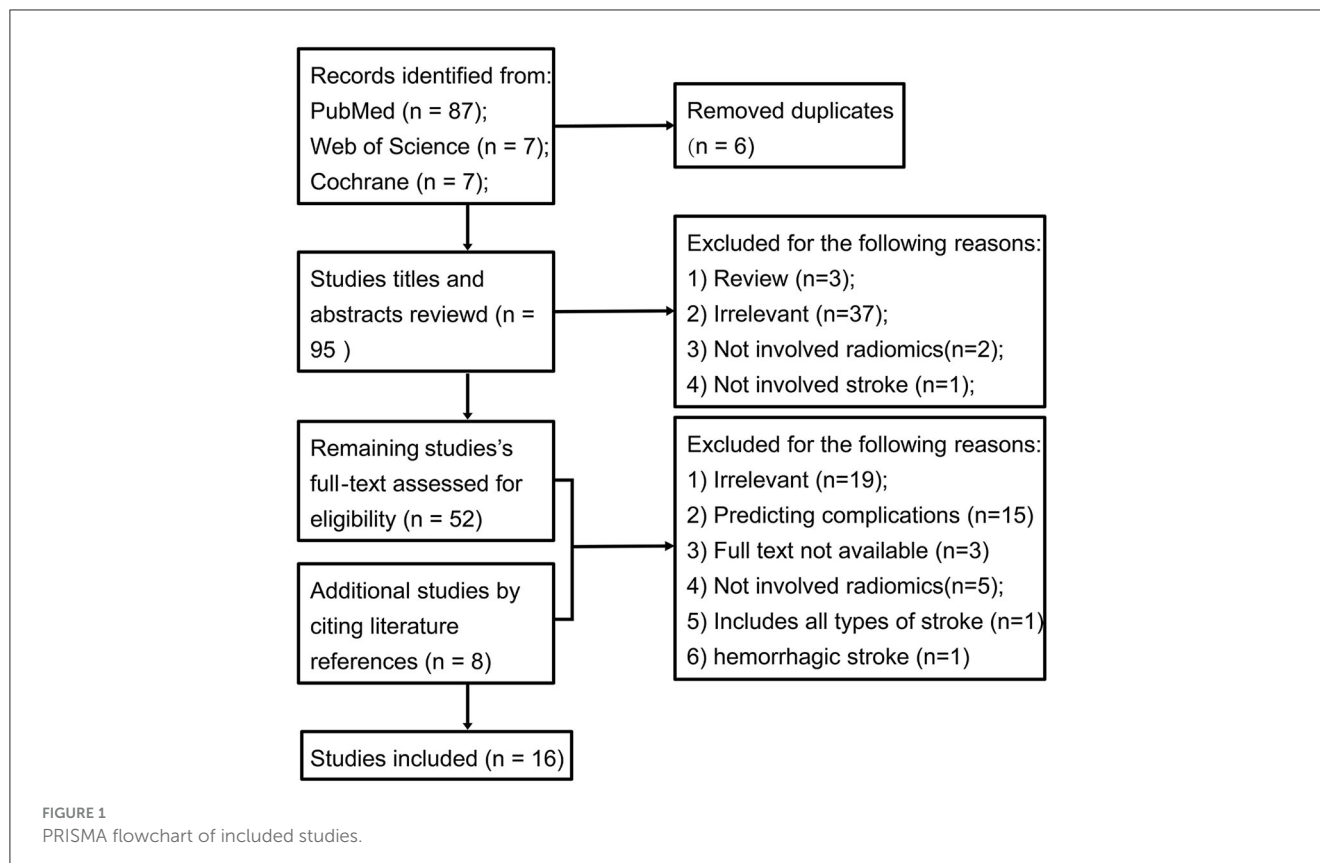 Records identified from:
PubMed (n = 87);
Web of Science (n = 7);
Cochrane (n = 7);
Removed duplicates
(n = 6)
Studies titles and
abstracts reviewd (n =
95 )
Excluded for the following reasons:
1) Review (n=3);
2) Irrelevant (n=37);
3) Not involved radiomics(n=2);
4) Not involved stroke (n=1);
Remaining studies's
full-text assessed for
eligibility (n = 52)
Additional studies by
citing literature
references (n = 8)
Excluded for the following reasons:
1) Irrelevant (n=19);
2) Predicting complications (n=15)
3) Full text not available (n=3)
4) Not involved radiomics(n=5);
5) Includes all types of stroke (n=1)
6) hemorrhagic stroke (n=1)
Studies included (n = 16)
FIGURE 1
PRISMA flowchart of included studies.